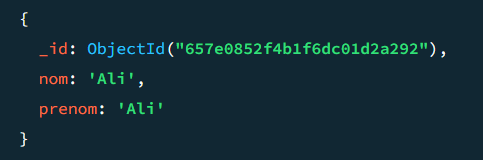 {
_id: ObjectId("657e0852f4b1f6dc01d2a292"),
nom: 'Ali',
prenom: 'Ali'
}